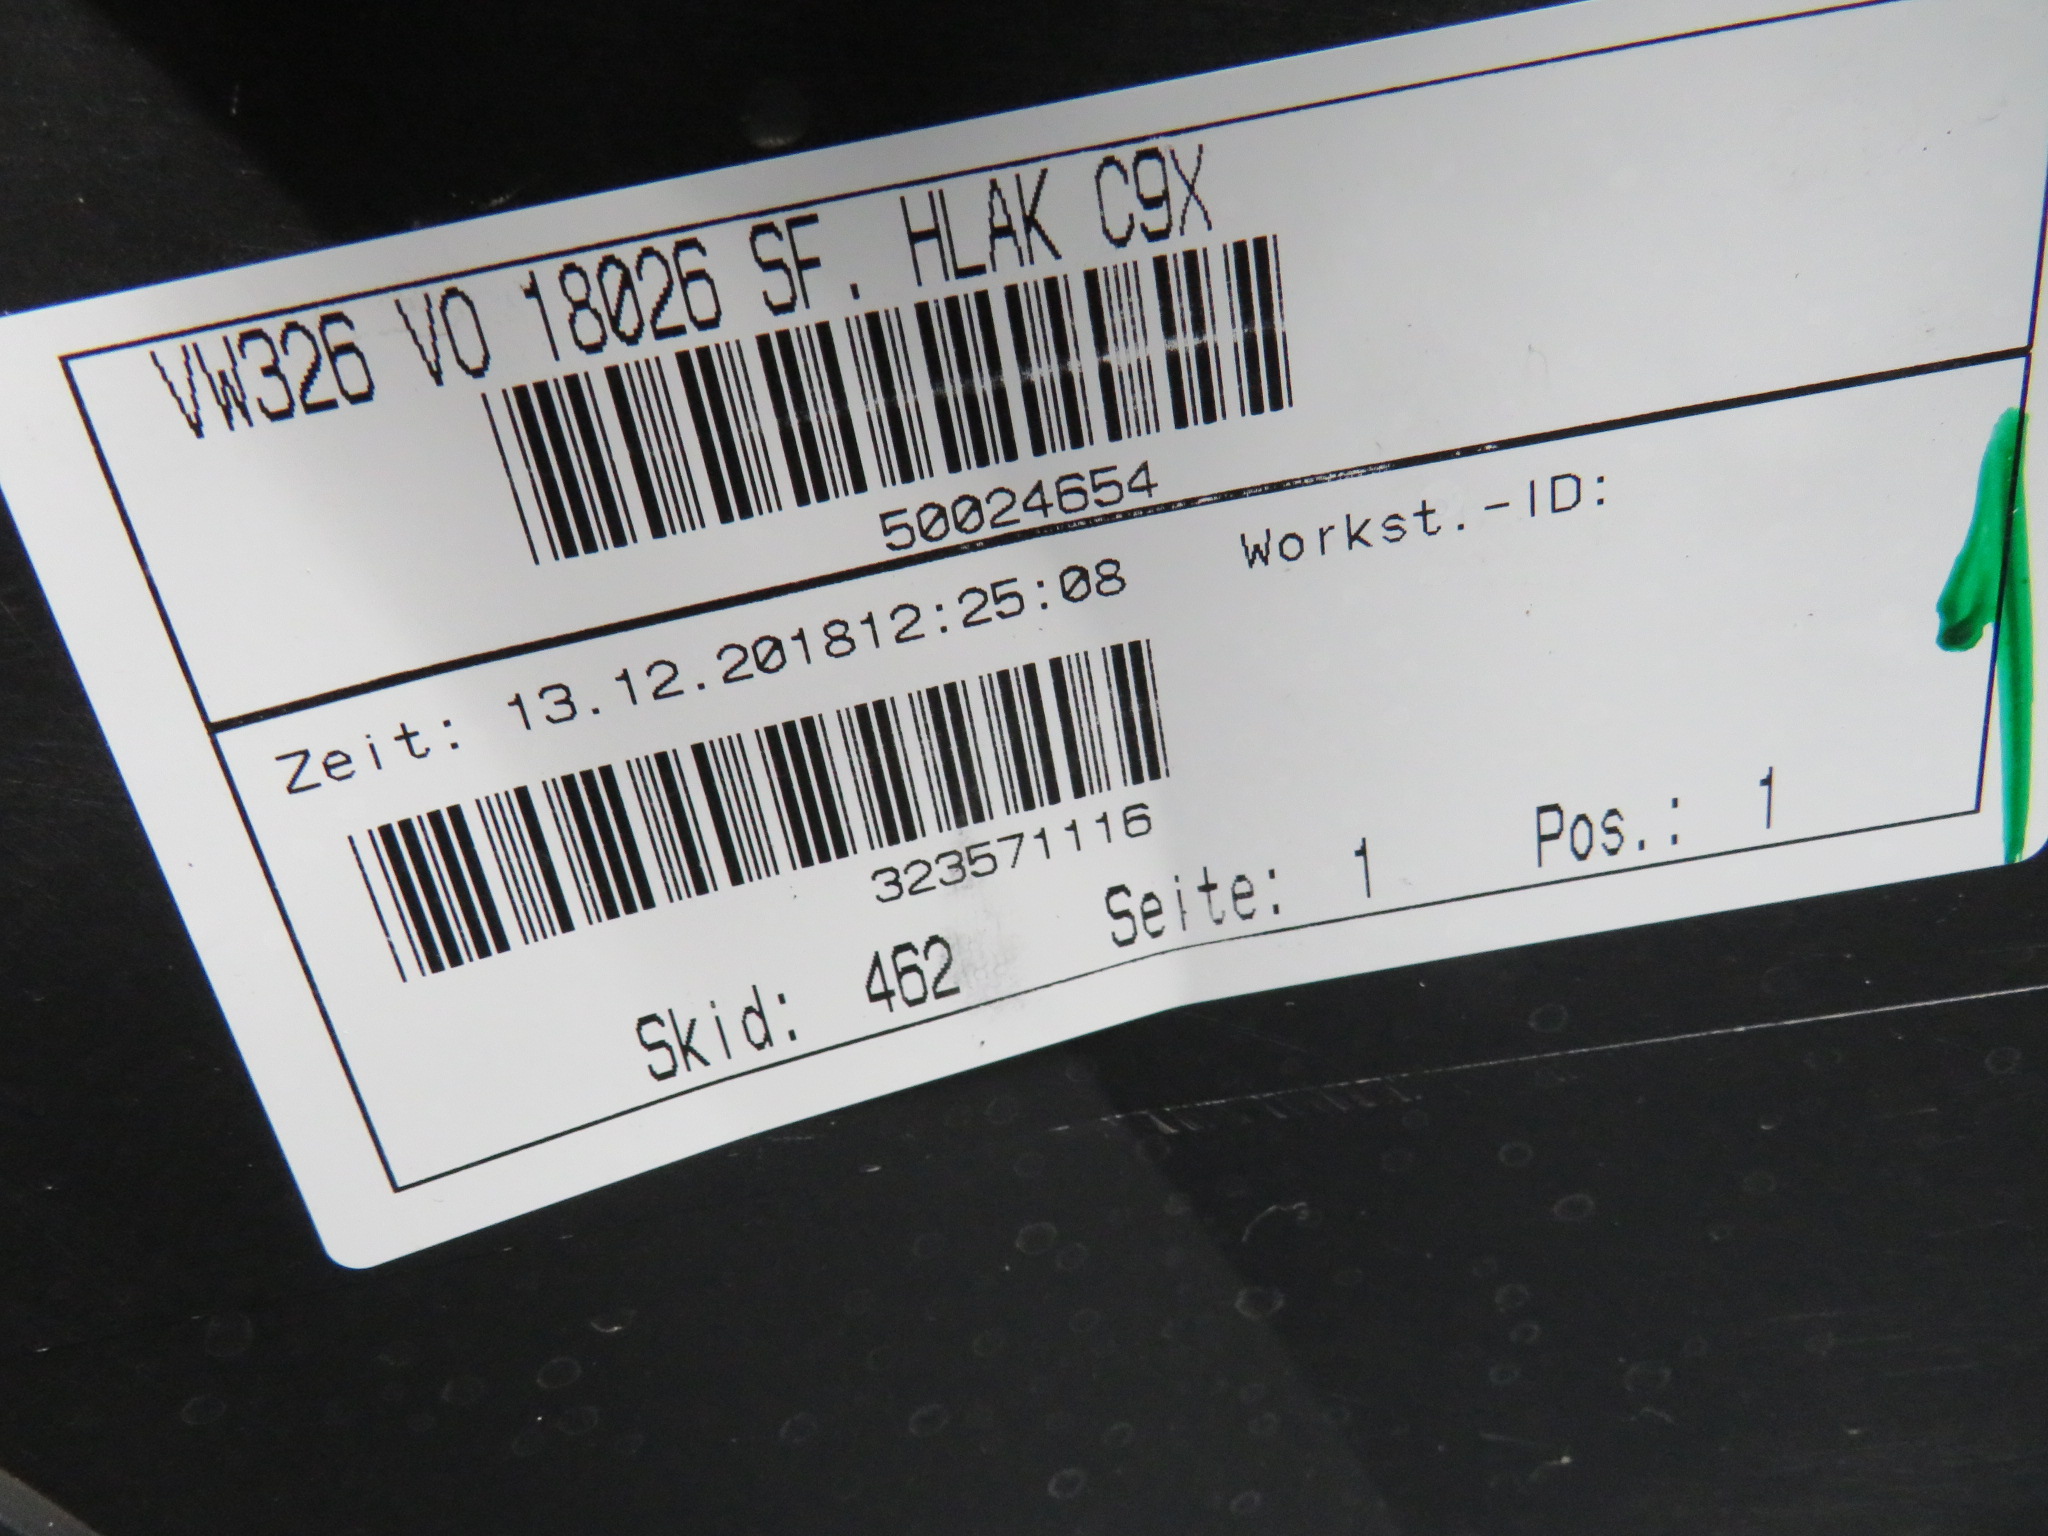 VW326 VO 18026 SF. HLAK C9X
50024654
Zeit: 13.12.201812:25:08 Workst.-ID:
323571116
Skid: 462 Seite: 1 Pos.: 1